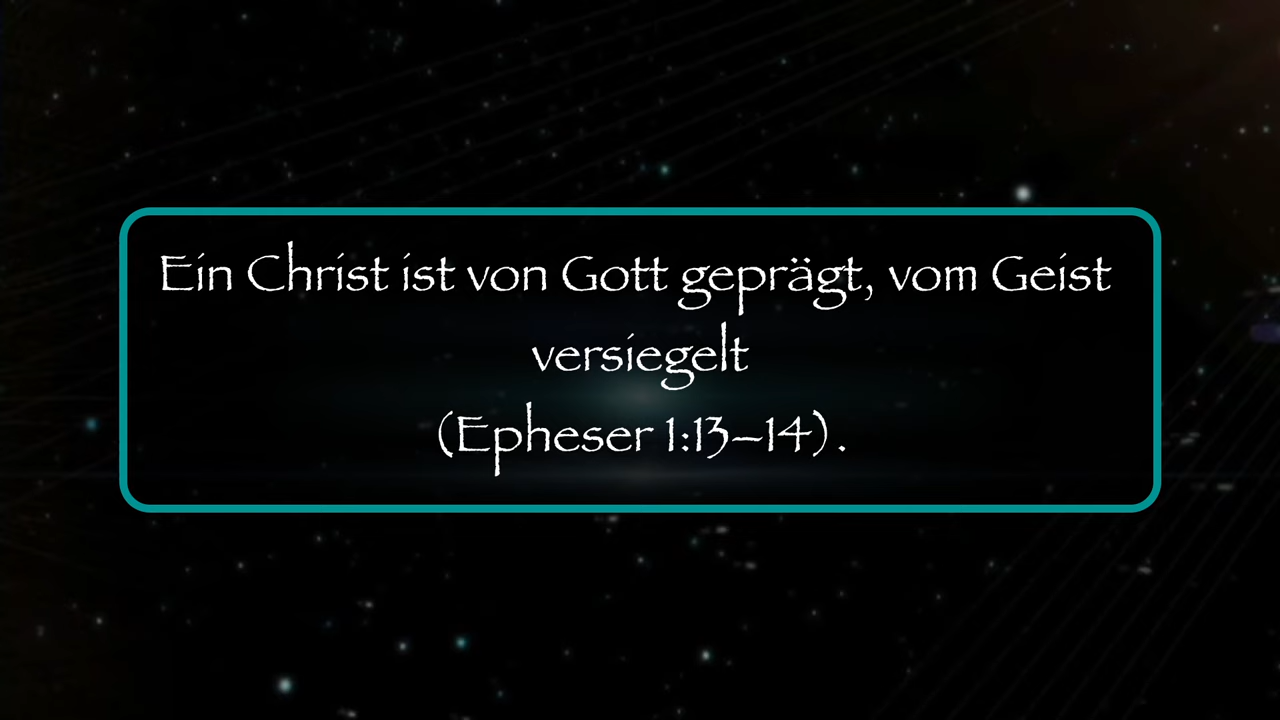 Ein Christ ist von Gott geprägt, vom Geist
versiegelt
(Epheser 1:13–14).